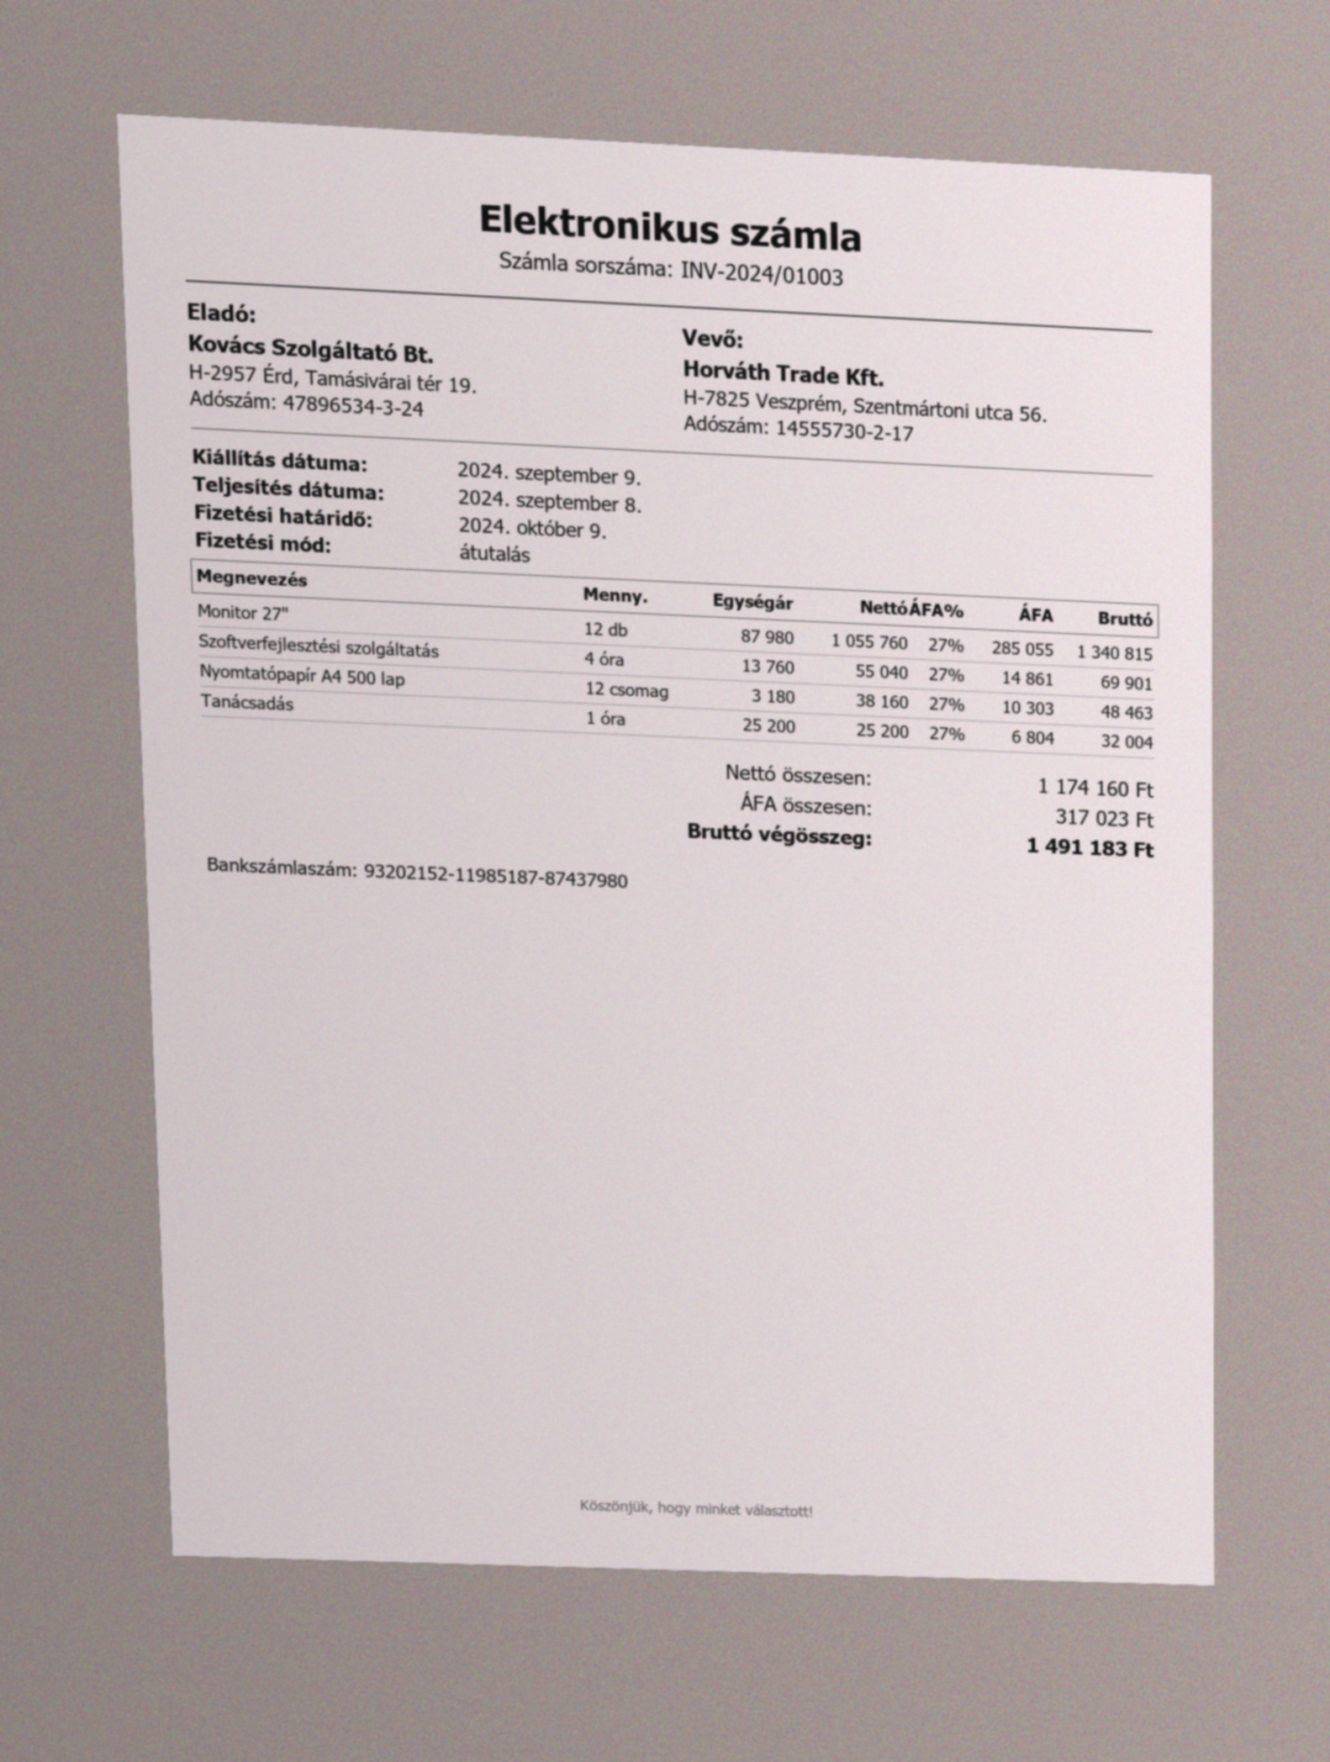 Elektronikus számla
Számla sorszáma: INV-2024/01003
Eladó:
Kovács Szolgáltató Bt.
H-2957 Érd, Tamásivárai tér 19.
Adószám: 47896534-3-24
Vevő:
Horváth Trade Kft.
H-7825 Veszprém, Szentmártoni utca 56.
Adószám: 14555730-2-17
Kiállítás dátuma: 2024. szeptember 9.
Teljesítés dátuma: 2024. szeptember 8.
Fizetési határidő: 2024. október 9.
Fizetési mód: átutalás
Megnevezés Menny. Egységár Nettó ÁFA% ÁFA Bruttó
Monitor 27" 12 db 87 980 1 055 760 27% 285 055 1 340 815
Szoftverfejlesztési szolgáltatás 4 óra 13 760 55 040 27% 14 861 69 901
Nyomtatópapír A4 500 lap 12 csomag 3 180 38 160 27% 10 303 48 463
Tanácsadás 1 óra 25 200 25 200 27% 6 804 32 004
Nettó összesen: 1 174 160 Ft
ÁFA összesen: 317 023 Ft
Bruttó végösszeg: 1 491 183 Ft
Bankszámlaszám: 93202152-11985187-87437980
Köszönjük, hogy minket választott!